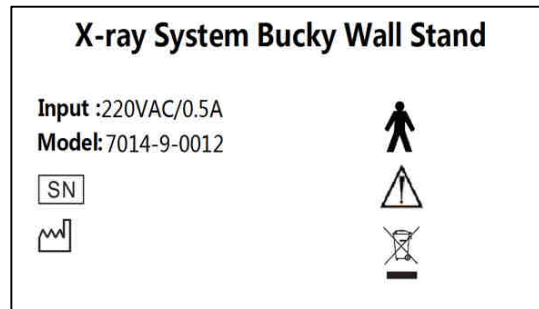 X-ray System Bucky Wall Stand
Input :220VAC/0.5A
Model: 7014-9-0012
SN